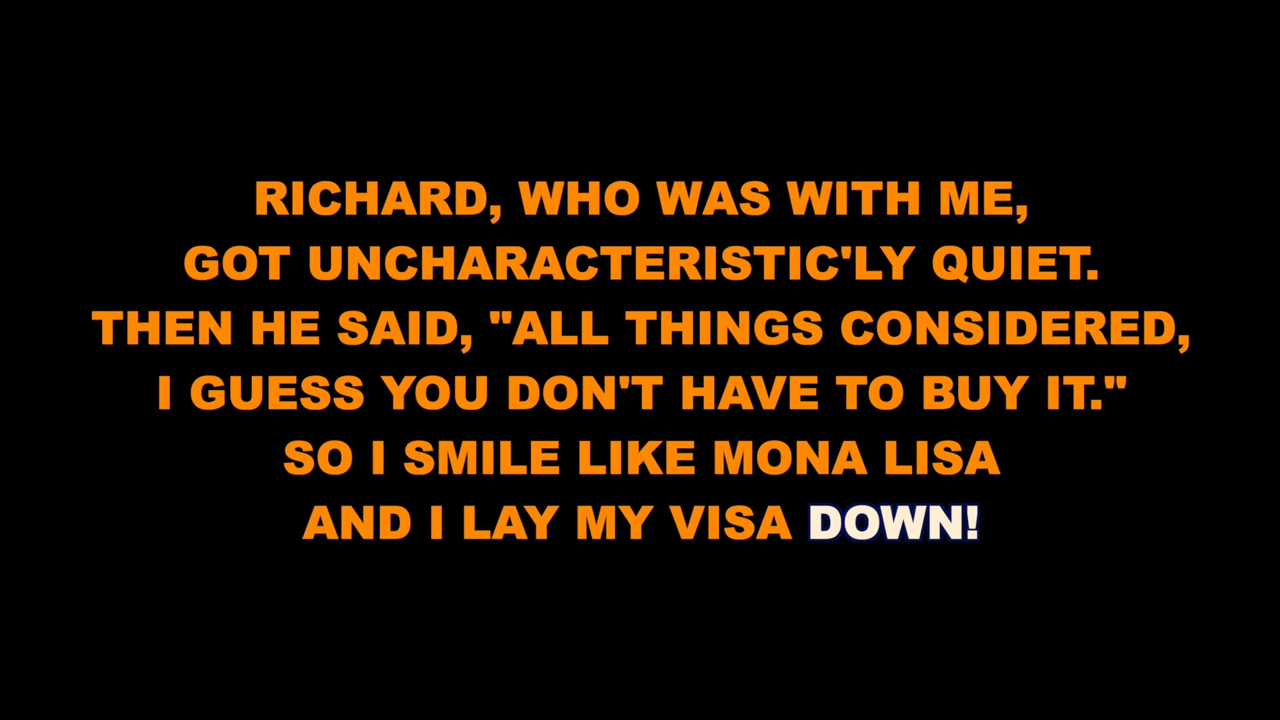 RICHARD, WHO WAS WITH ME,
GOT UNCHARACTERISTIC'LY QUIET.
THEN HE SAID, "ALL THINGS CONSIDERED,
I GUESS YOU DON'T HAVE TO BUY IT."
SO I SMILE LIKE MONA LISA
AND I LAY MY VISA DOWN!